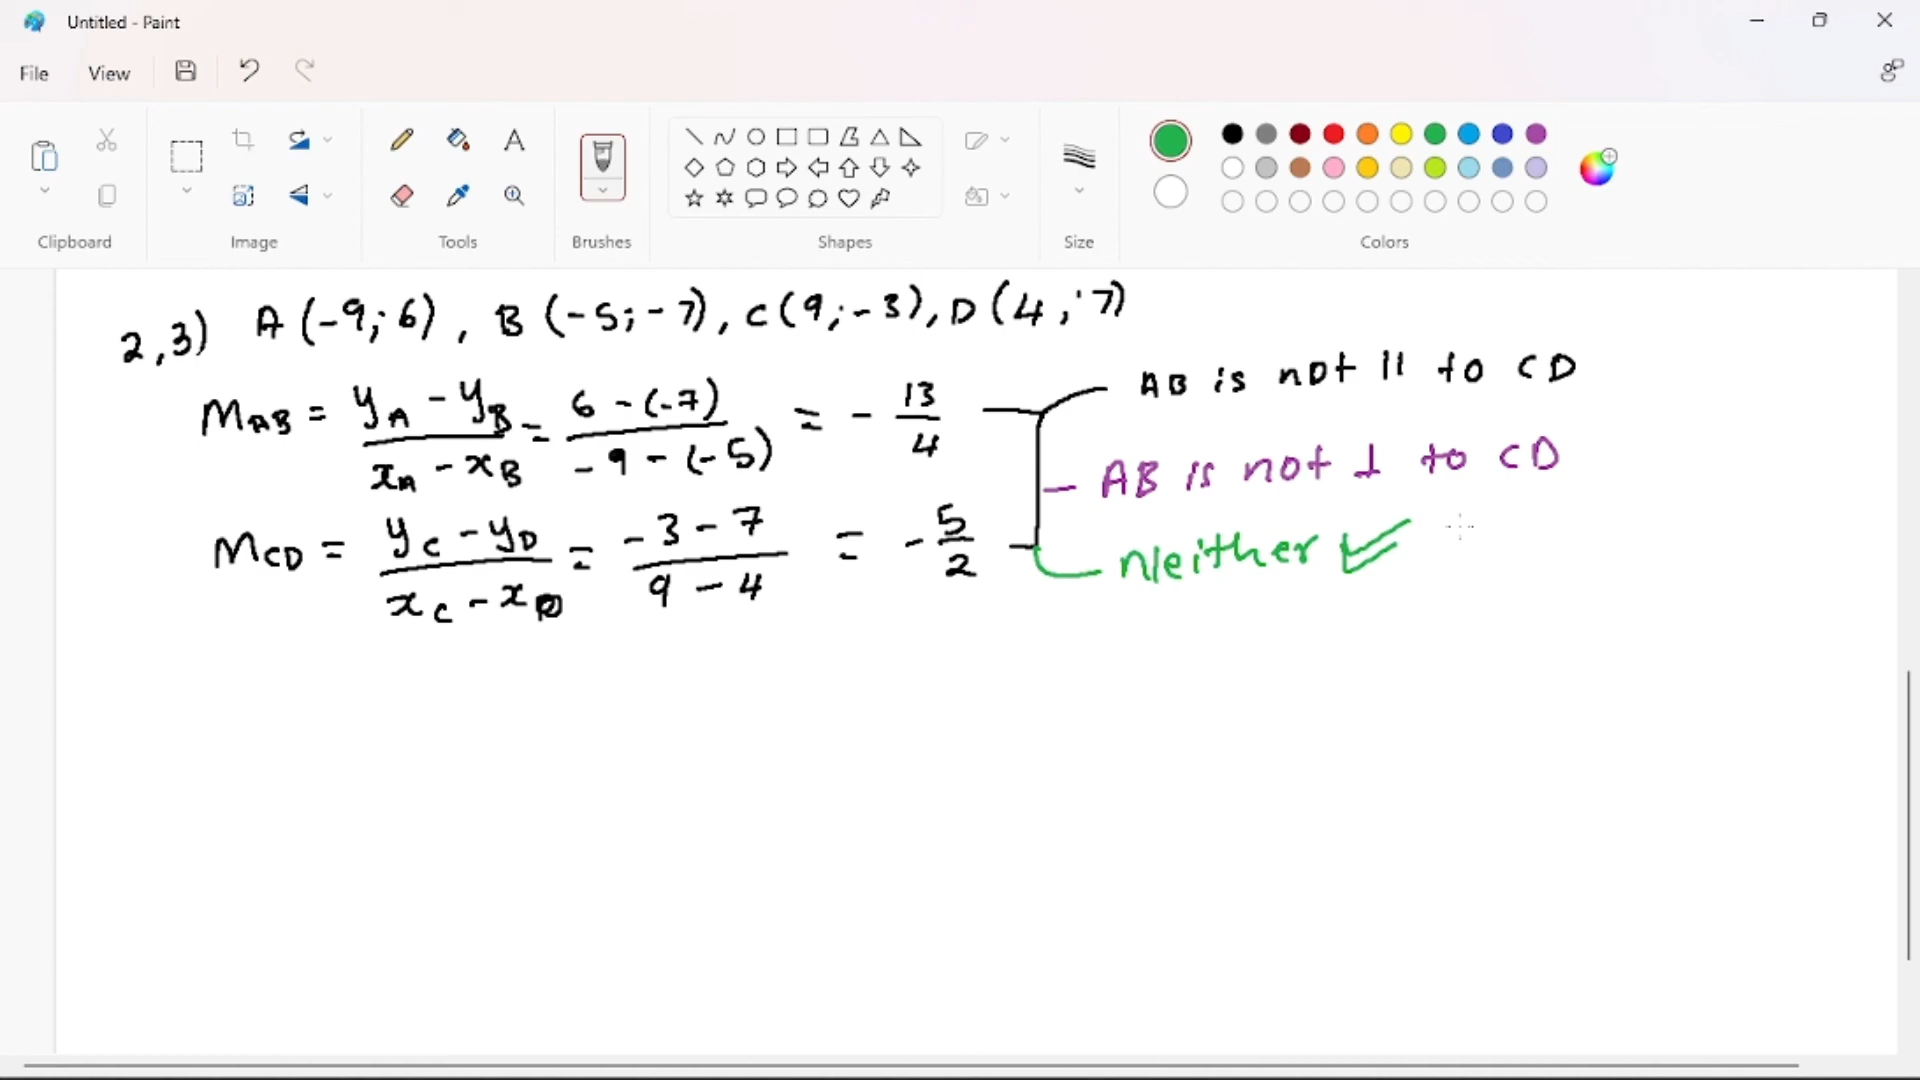 Untitled - Paint
File View
Clipboard Image Tools Brushes Shapes Size Colors
2,3) A (-9;6), B (-5;-7), C(9;-3), D (4;7)
MAB = yA - yB / xA - xB = 6 - (-7) / -9 - (-5) = - 13/4
AB is not || to CD
- AB is not ⊥ to CD
MCD = yC - yD / xC - xD = -3 - 7 / 9 - 4 = - 5/2
Neither